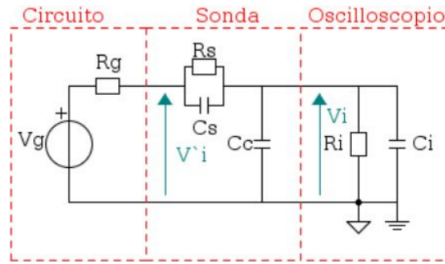 Circuito Sonda Oscilloscopio
Rg Rs
+ Cs Vi
Vg V`i Cc Ri Ci